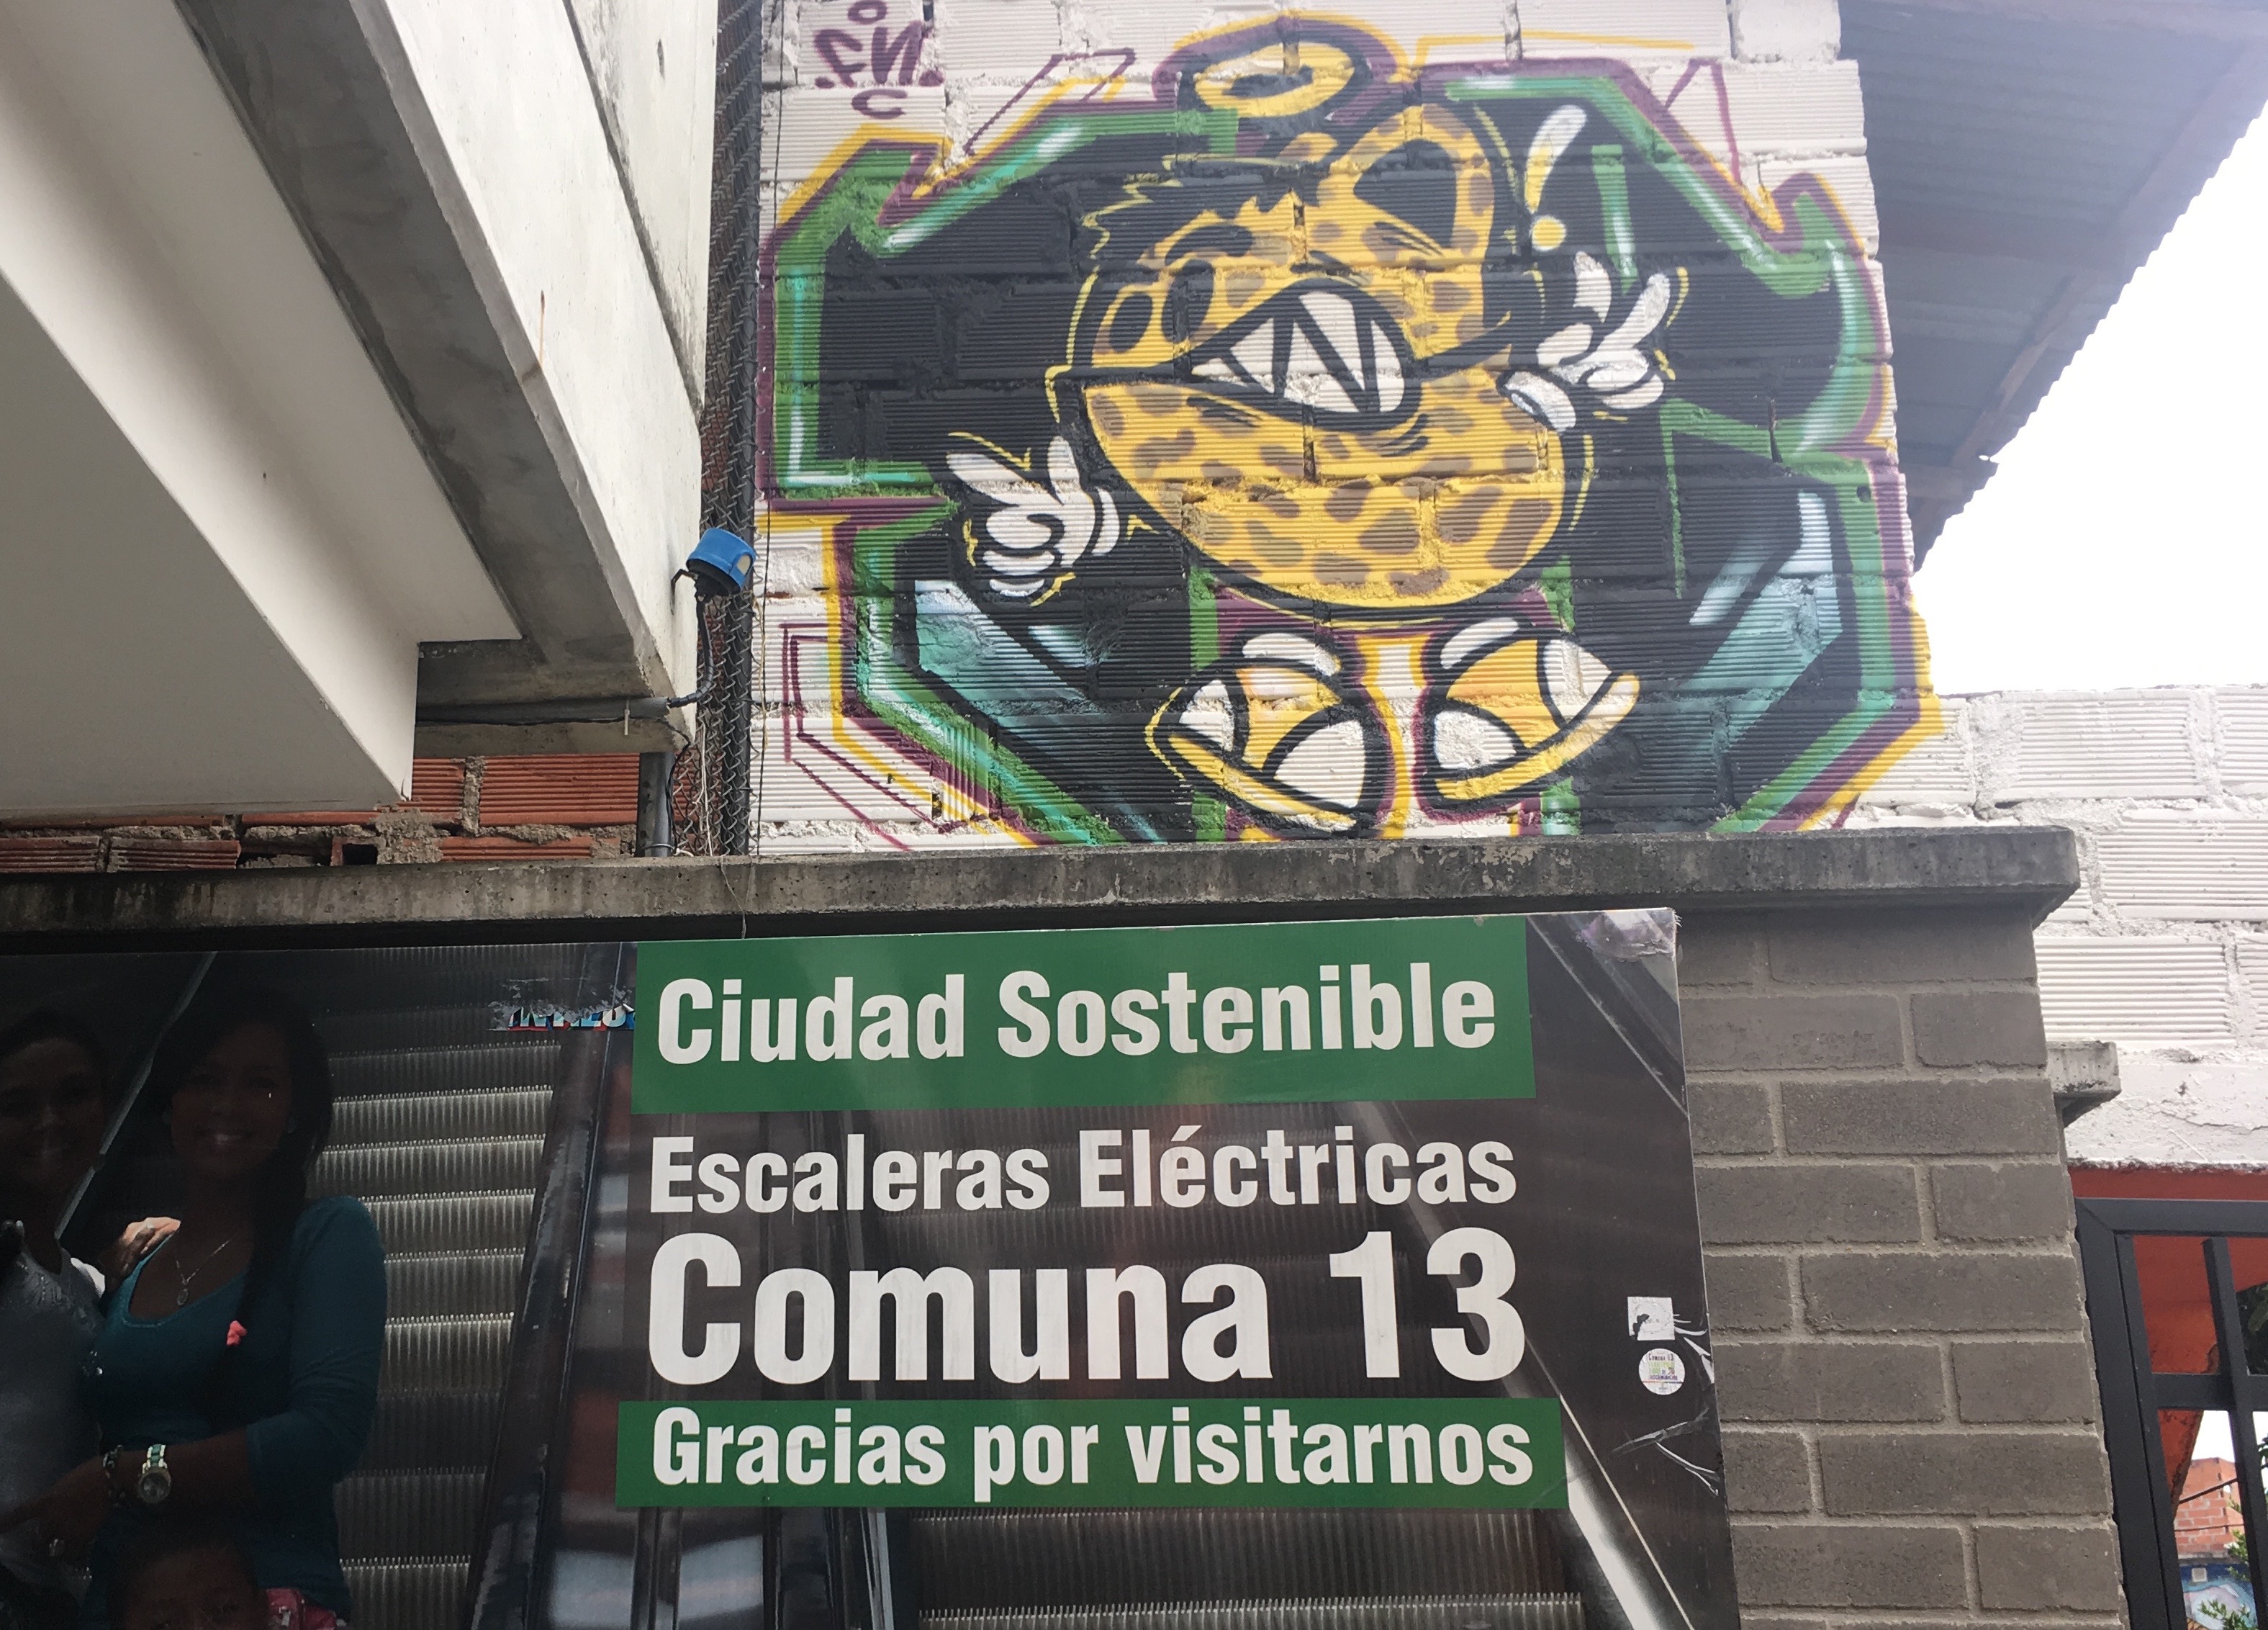 Ciudad Sostenible
Escaleras Eléctricas
Comuna 13
Gracias por visitarnos